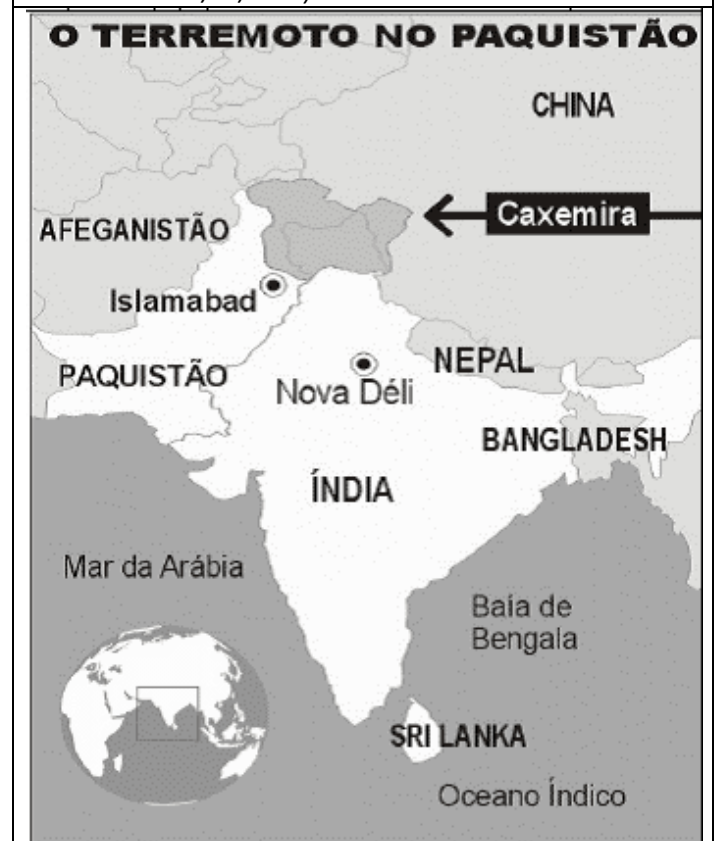 O TERREMOTO NO PAQUISTÃO
CHINA
Caxemira
AFEGANISTÃO
Islamabad
PAQUISTÃO
NEPAL
Nova Déli
BANGLADESH
ÍNDIA
Mar da Arábia
Baía de
Bengala
SRI LANKA
Oceano Índico